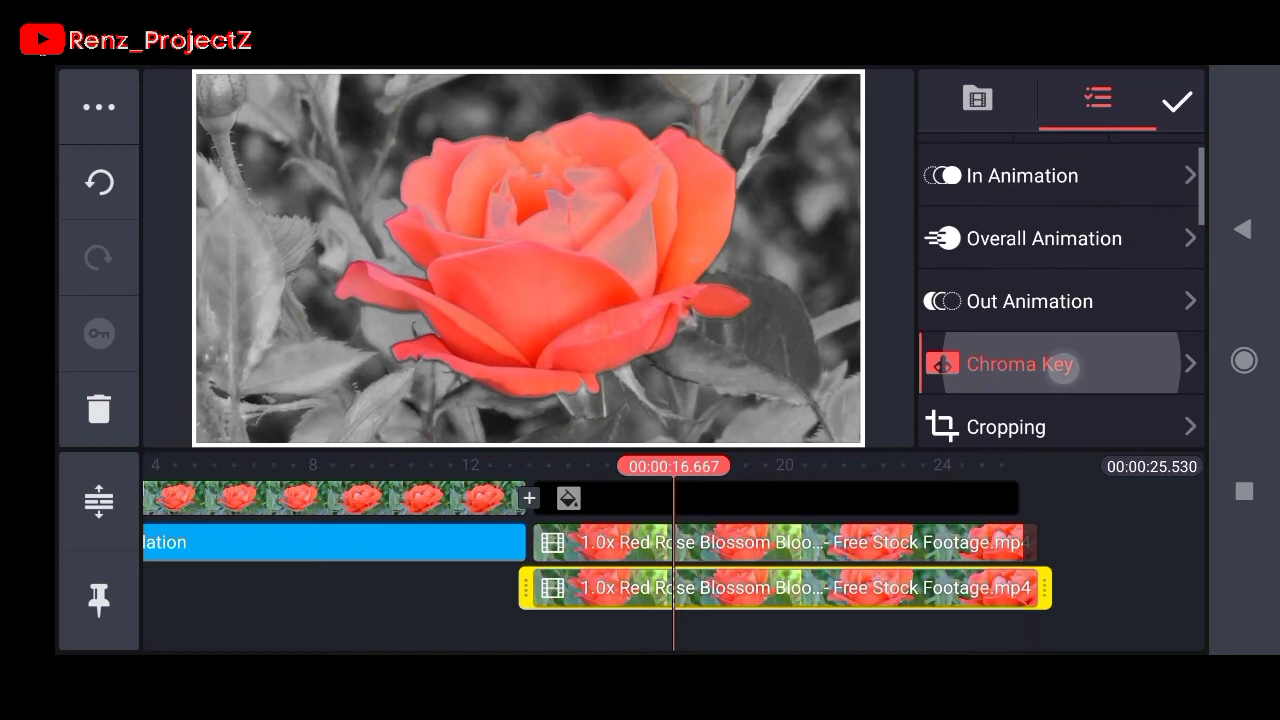 Renz_ProjectZ
In Animation
Overall Animation
Out Animation
Chroma Key
Cropping
4 8 12 00:00:16.667 20 24 00:00:25.530
lation
1.0x Red Rose Blossom Bloo...- Free Stock Footage.mp4
1.0x Red Rose Blossom Bloo...- Free Stock Footage.mp4